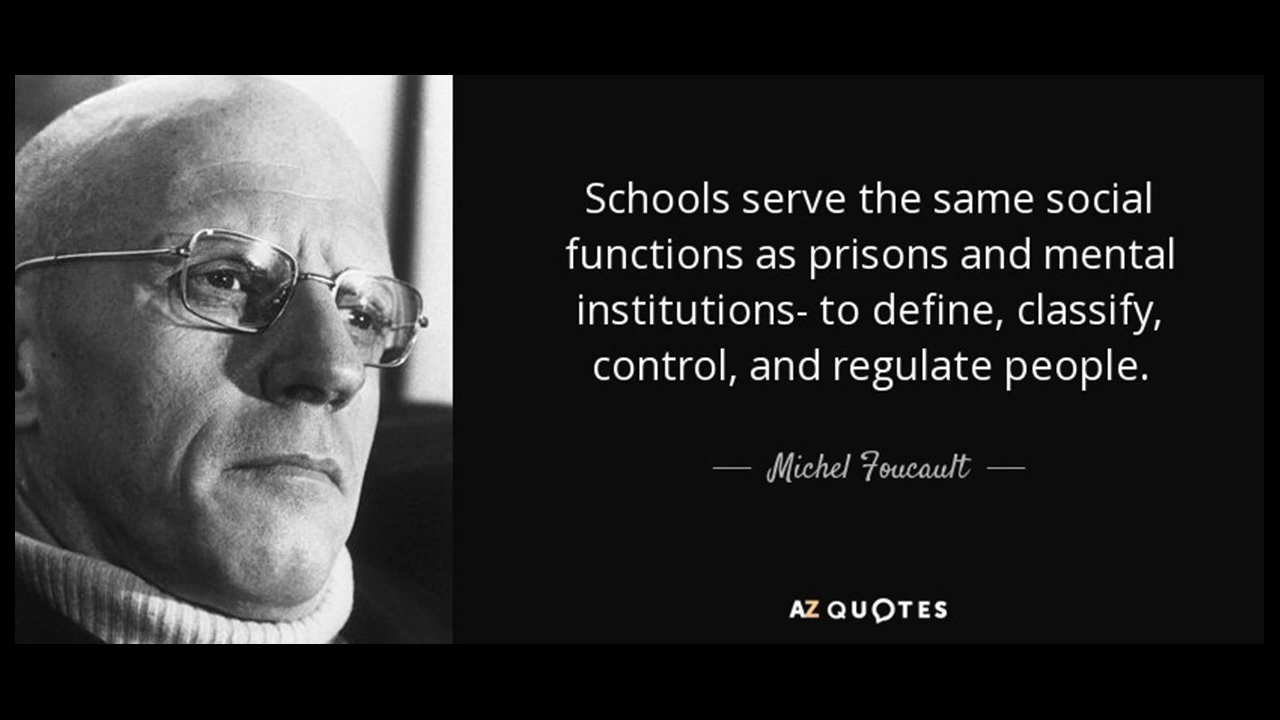 Schools serve the same social
functions as prisons and mental
institutions- to define, classify,
control, and regulate people.
Michel Foucault
AZ QUOTES